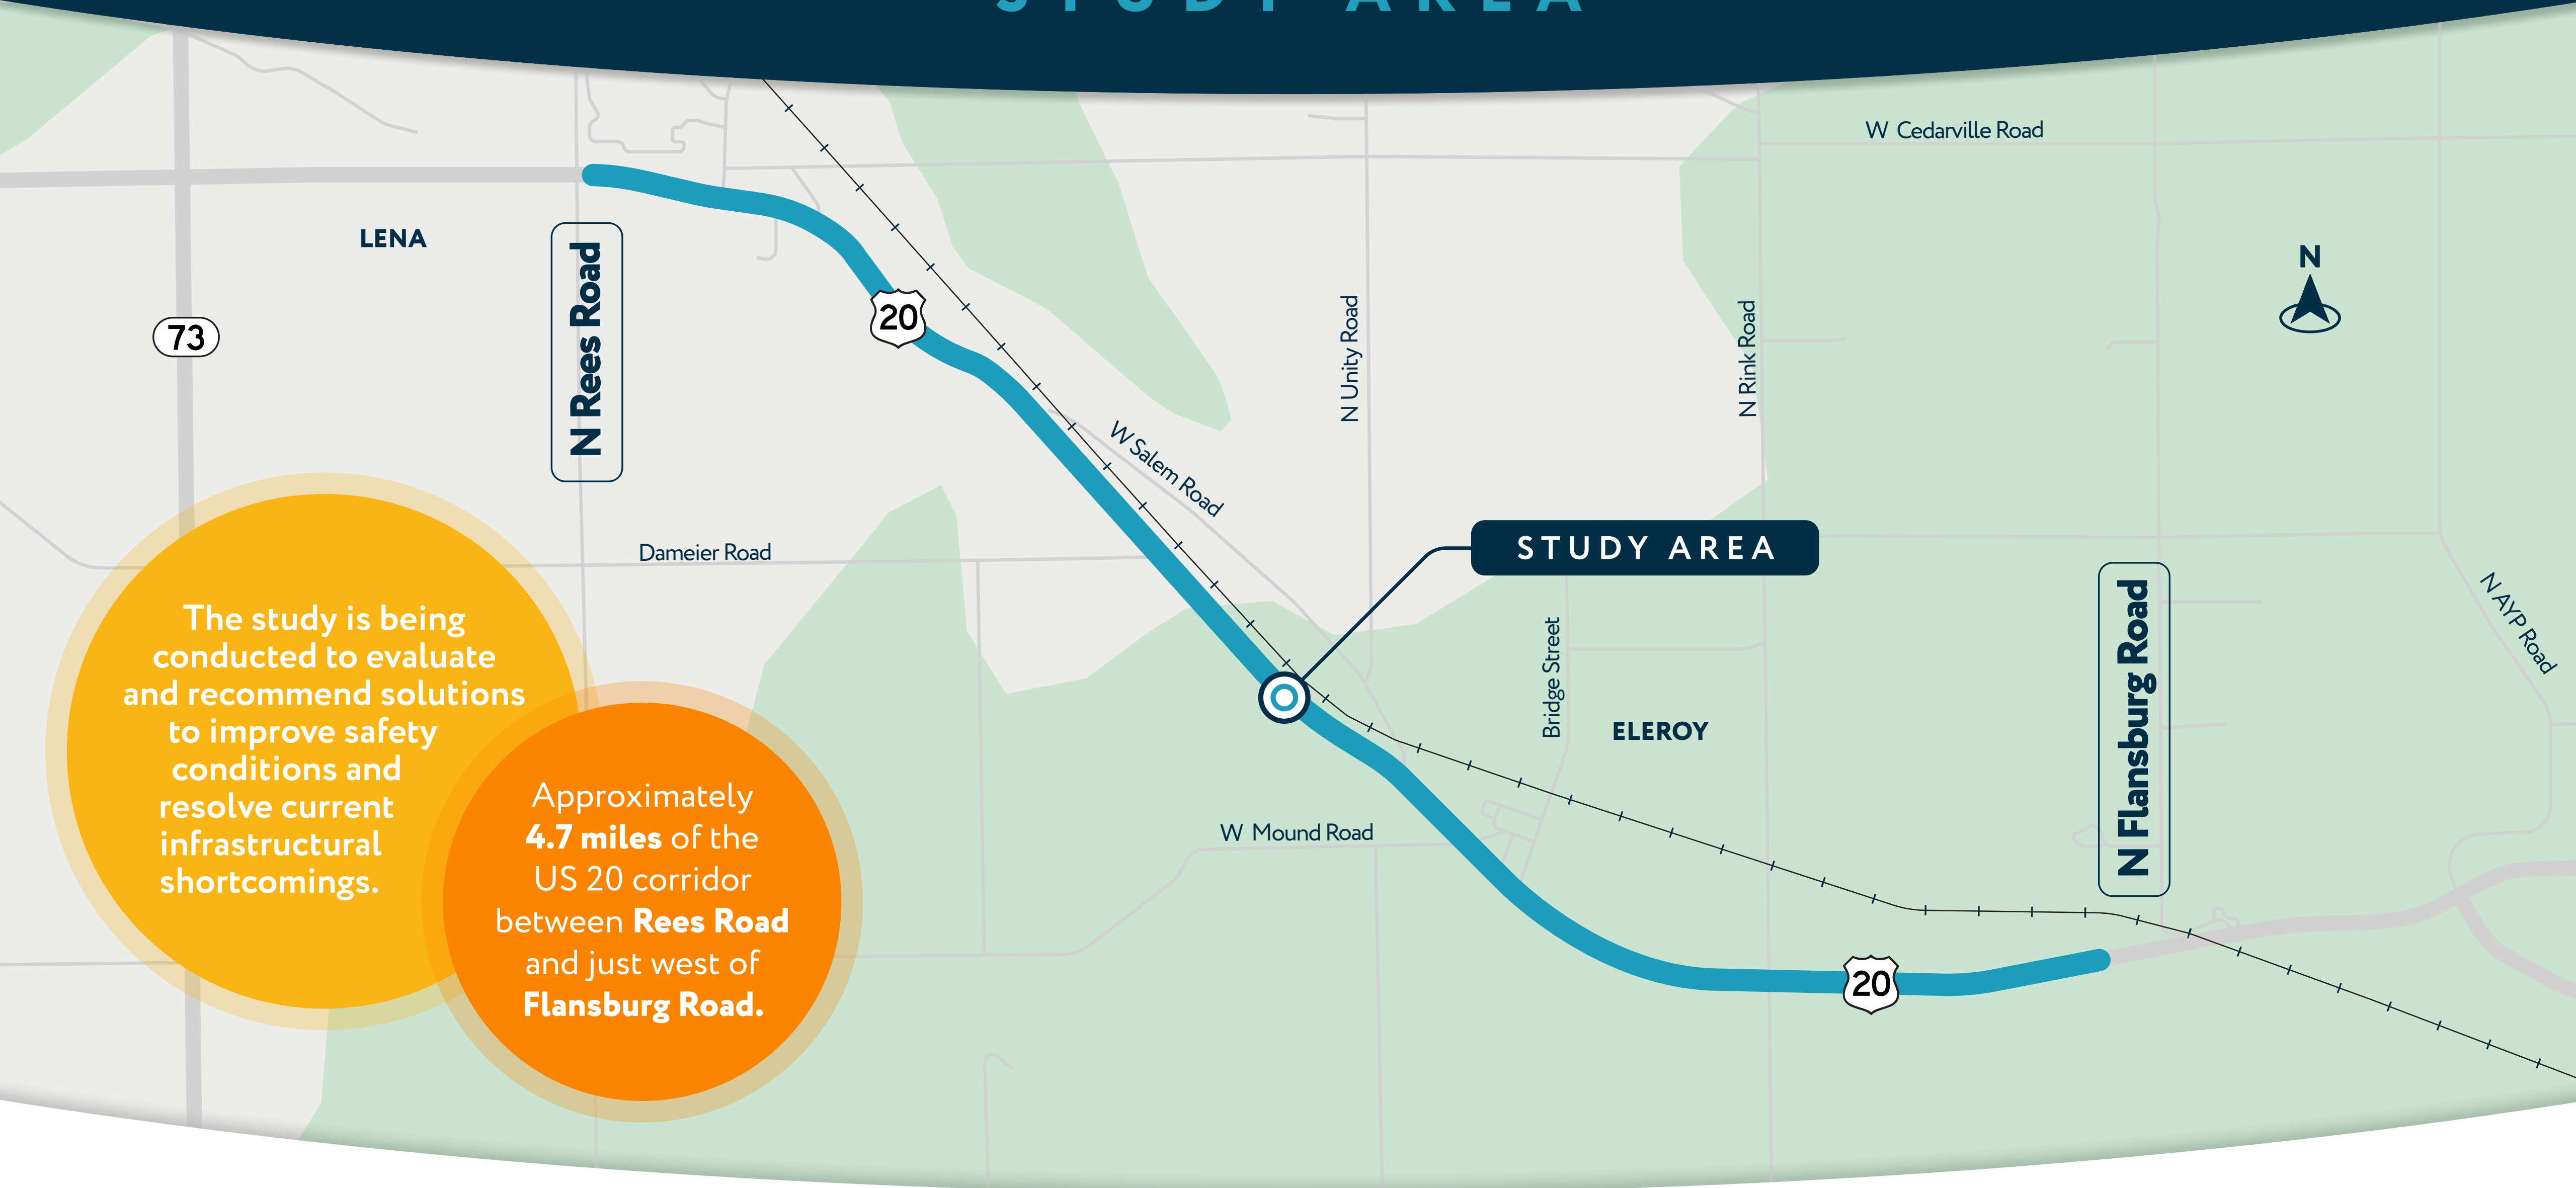 STUDY AREA
W Cedarville Road
LENA
N Rees Road
73
20
N Unity Road
N Rink Road
N
W Salem Road
STUDY AREA
Dameier Road
N AYP Road
N Flansburg Road
Bridge Street
ELEROY
W Mound Road
20
The study is being
conducted to evaluate
and recommend solutions
to improve safety
conditions and
resolve current
infrastructural
shortcomings.
Approximately
4.7 miles of the
US 20 corridor
between Rees Road
and just west of
Flansburg Road.